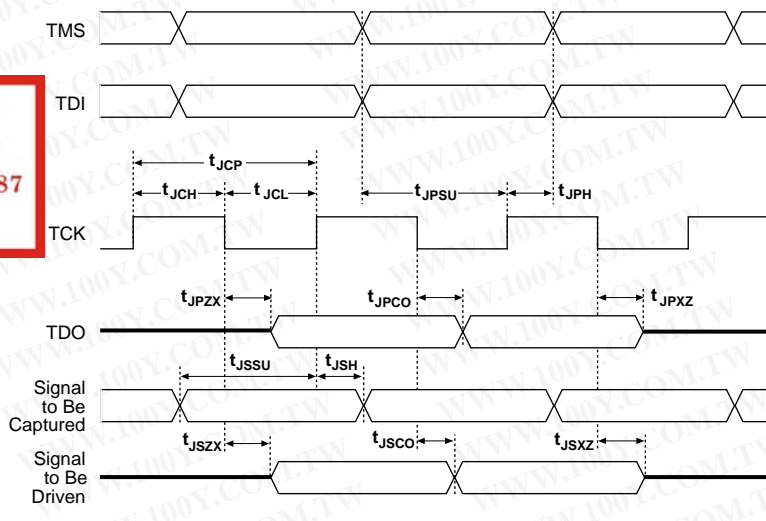 TMS
TDI
87
tJCP
tJCH
tJCL
tJPSU
tJPH
TCK
tJPZX
tJPCO
tJPXZ
TDO
tJSSU
tJSH
Signal
to Be
Captured
tJSZX
tJSCO
tJSXZ
Signal
to Be
Driven
WWW.100Y.COM.TW